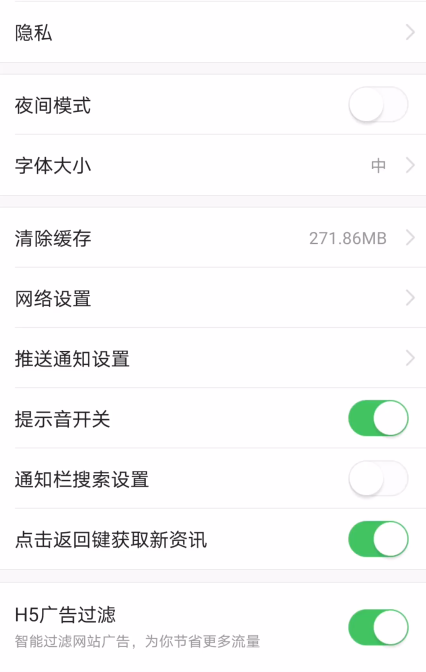 隐私
夜间模式
字体大小 中
清除缓存 271.86MB
网络设置
推送通知设置
提示音开关
通知栏搜索设置
点击返回键获取新资讯
H5广告过滤
智能过滤网站广告，为你节省更多流量